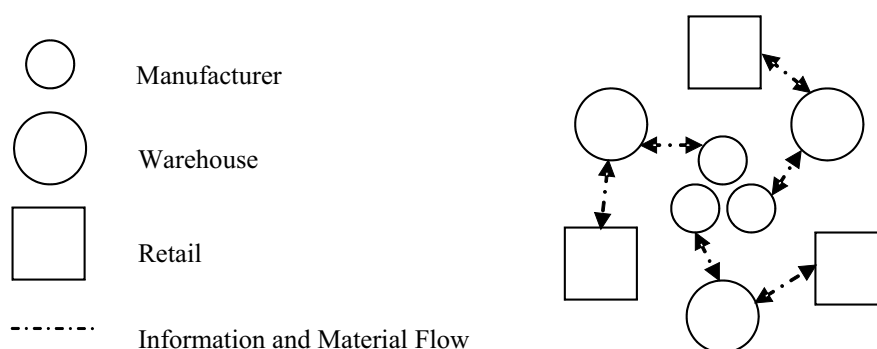 Manufacturer
Warehouse
Retail
Information and Material Flow